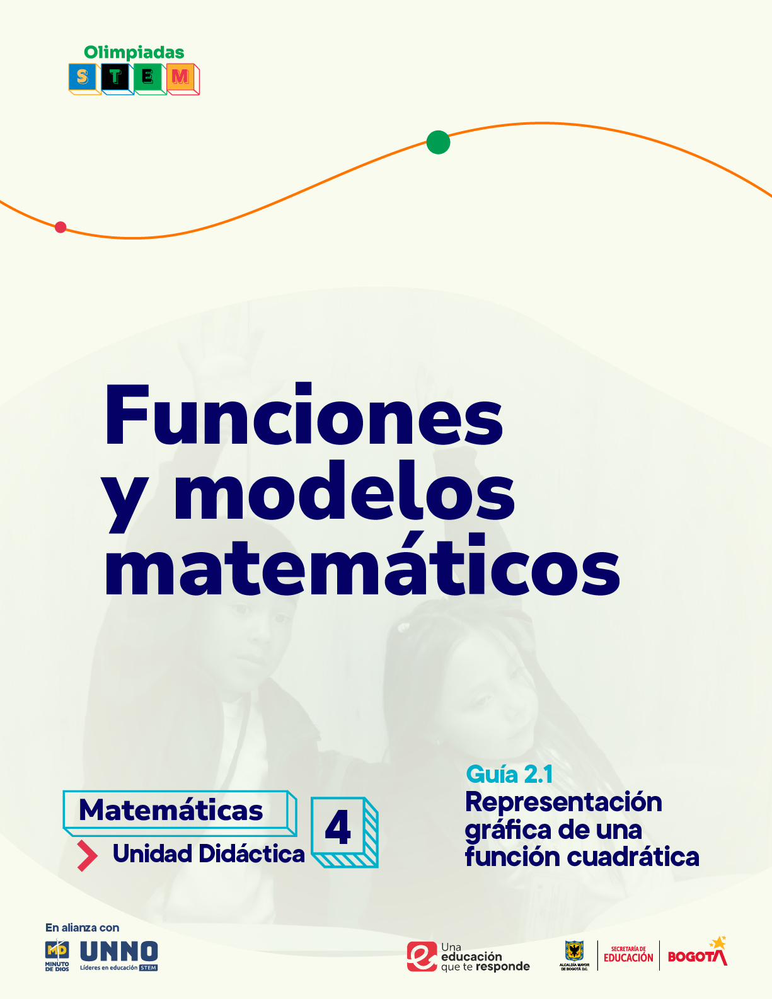 Olimpiadas
STEM
Funciones
y modelos
matemáticos
Guía 2.1
Representación
gráfica de una
función cuadrática
Matemáticas
4
Unidad Didáctica
En alianza con
MD
MINUTO
DE DIOS
UNNO
Líderes en educación STEM
Una
educación
que te responde
ALCALDÍA MAYOR
DE BOGOTÁ D.C.
SECRETARÍA DE
EDUCACIÓN
BOGOTÁ